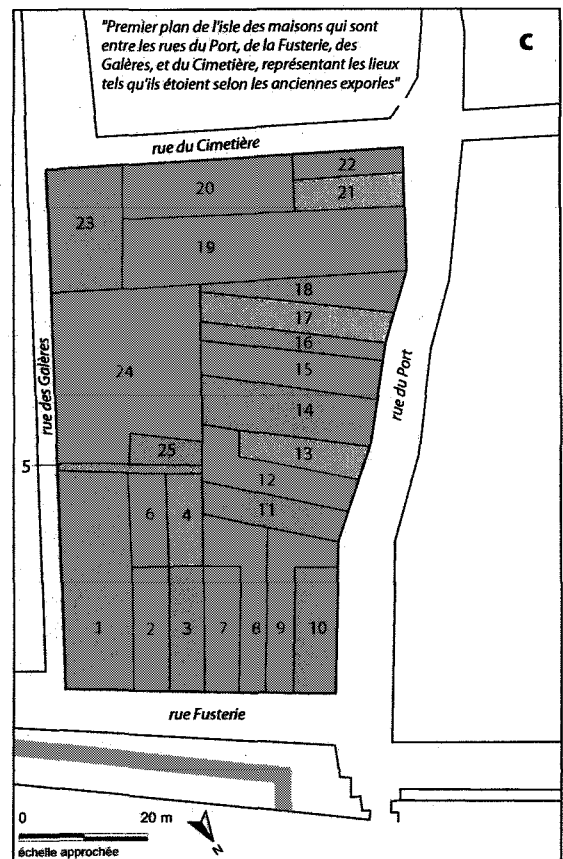 "Premier plan de l'isle des maisons qui sont
entre les rues du Port, de la Fusterie, des
Galères, et du Cimetière, représentant les lieux
tels qu'ils étoient selon les anciennes exporles"
C
rue du Cimetière
22
20
21
23
19
18
17
16
24
15
rue des Galères
rue du Port
14
25
13
5
12
6
4
11
1
2
3
7
8
9
10
rue Fusterie
0
20 m
échelle approchée
N